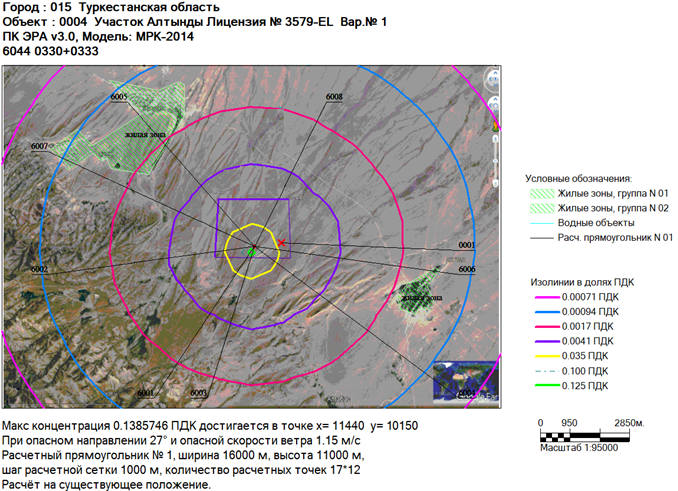 Город : 015 Туркестанская область
Объект : 0004 Участок Алтынды Лицензия № 3579-EL Вар.№ 1
ПК ЭРА v3.0, Модель: МРК-2014
6044 0330+0333
6005
6008
жилая зона
6007
0001
6002
6006
жилая зона
6001
6003
6004
Условные обозначения:
Жилые зоны, группа N 01
Жилые зоны, группа N 02
Водные объекты
Расч. прямоугольник N 01
Изолинии в долях ПДК
0.00071 ПДК
0.00094 ПДК
0.0017 ПДК
0.0041 ПДК
0.035 ПДК
0.100 ПДК
0.125 ПДК
0 950 2850м.
Масштаб 1:95000
Макс концентрация 0.1385746 ПДК достигается в точке x= 11440 y= 10150
При опасном направлении 27° и опасной скорости ветра 1.15 м/с
Расчетный прямоугольник № 1, ширина 16000 м, высота 11000 м,
шаг расчетной сетки 1000 м, количество расчетных точек 17*12
Расчёт на существующее положение.